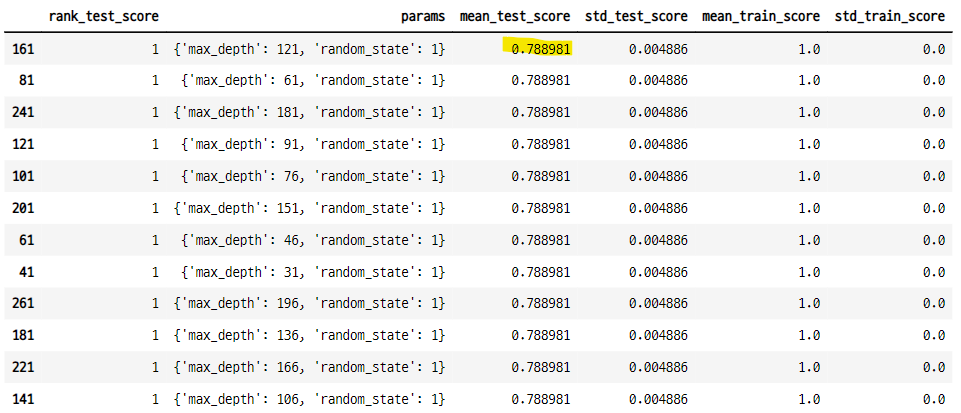 rank_test_score params mean_test_score std_test_score mean_train_score std_train_score
161 1 {'max_depth': 121, 'random_state': 1} 0.788981 0.004886 1.0 0.0
81 1 {'max_depth': 61, 'random_state': 1} 0.788981 0.004886 1.0 0.0
241 1 {'max_depth': 181, 'random_state': 1} 0.788981 0.004886 1.0 0.0
121 1 {'max_depth': 91, 'random_state': 1} 0.788981 0.004886 1.0 0.0
101 1 {'max_depth': 76, 'random_state': 1} 0.788981 0.004886 1.0 0.0
201 1 {'max_depth': 151, 'random_state': 1} 0.788981 0.004886 1.0 0.0
61 1 {'max_depth': 46, 'random_state': 1} 0.788981 0.004886 1.0 0.0
41 1 {'max_depth': 31, 'random_state': 1} 0.788981 0.004886 1.0 0.0
261 1 {'max_depth': 196, 'random_state': 1} 0.788981 0.004886 1.0 0.0
181 1 {'max_depth': 136, 'random_state': 1} 0.788981 0.004886 1.0 0.0
221 1 {'max_depth': 166, 'random_state': 1} 0.788981 0.004886 1.0 0.0
141 1 {'max_depth': 106, 'random_state': 1} 0.788981 0.004886 1.0 0.0